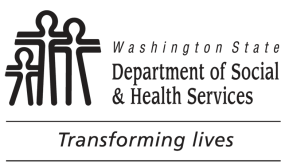 Washington State
Department of Social
& Health Services
Transforming lives